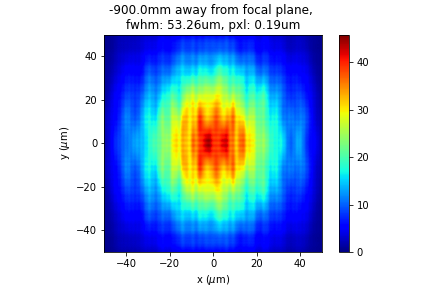 -900.0mm away from focal plane,
fwhm: 53.26um, pxl: 0.19um
40
20
0
−20
−40
y (μm)
−40 −20 0 20 40
x (μm)
40
30
20
10
0